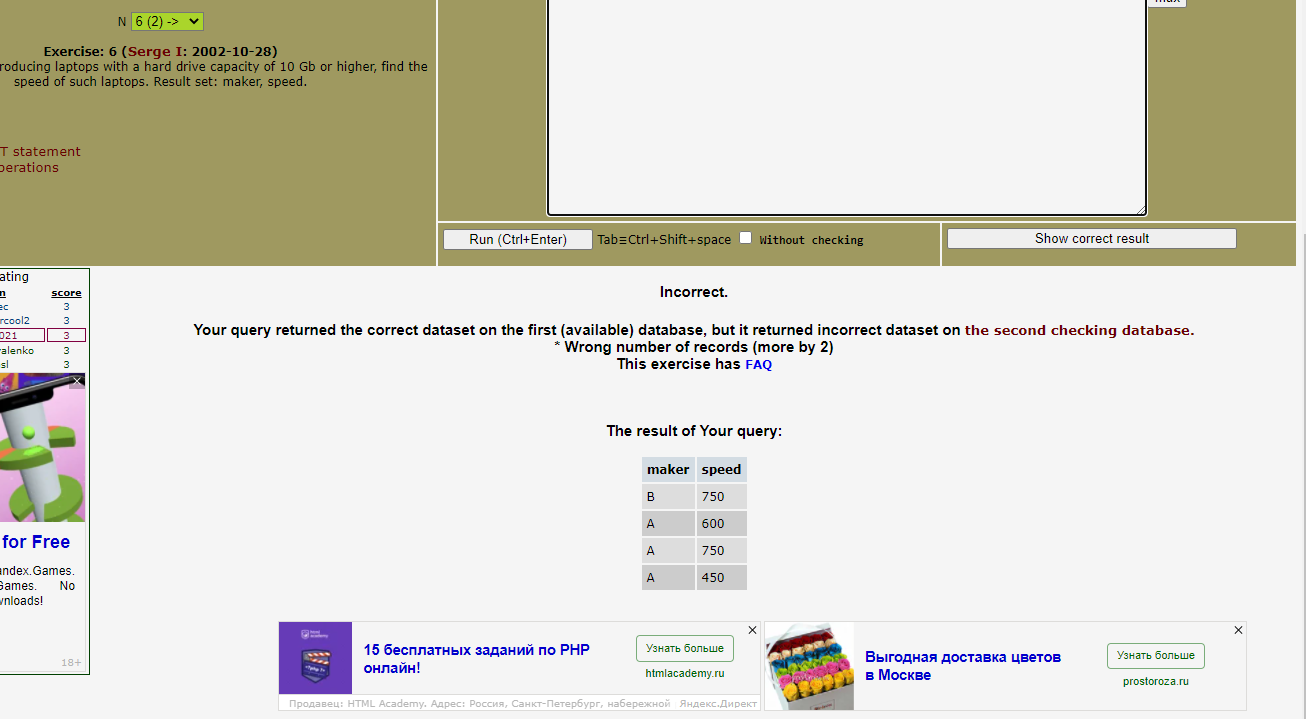 N 6 (2) ->
Exercise: 6 (Serge I: 2002-10-28)
roducing laptops with a hard drive capacity of 10 Gb or higher, find the
speed of such laptops. Result set: maker, speed.
T statement
perations
Run (Ctrl+Enter) Tab≡Ctrl+Shift+space Without checking
Show correct result
ating
n score
ec 3
rcool2 3
021 3
alenko 3
sl 3
Incorrect.
Your query returned the correct dataset on the first (available) database, but it returned incorrect dataset on the second checking database.
* Wrong number of records (more by 2)
This exercise has FAQ
The result of Your query:
maker speed
B 750
A 600
A 750
A 450
for Free
andex.Games.
Games. No
wnloads!
18+
15 бесплатных заданий по PHP
онлайн!
Узнать больше
htmlacademy.ru
Продавец: HTML Academy. Адрес: Россия, Санкт-Петербург, набережной Яндекс.Директ
Выгодная доставка цветов
в Москве
Узнать больше
prostoroza.ru